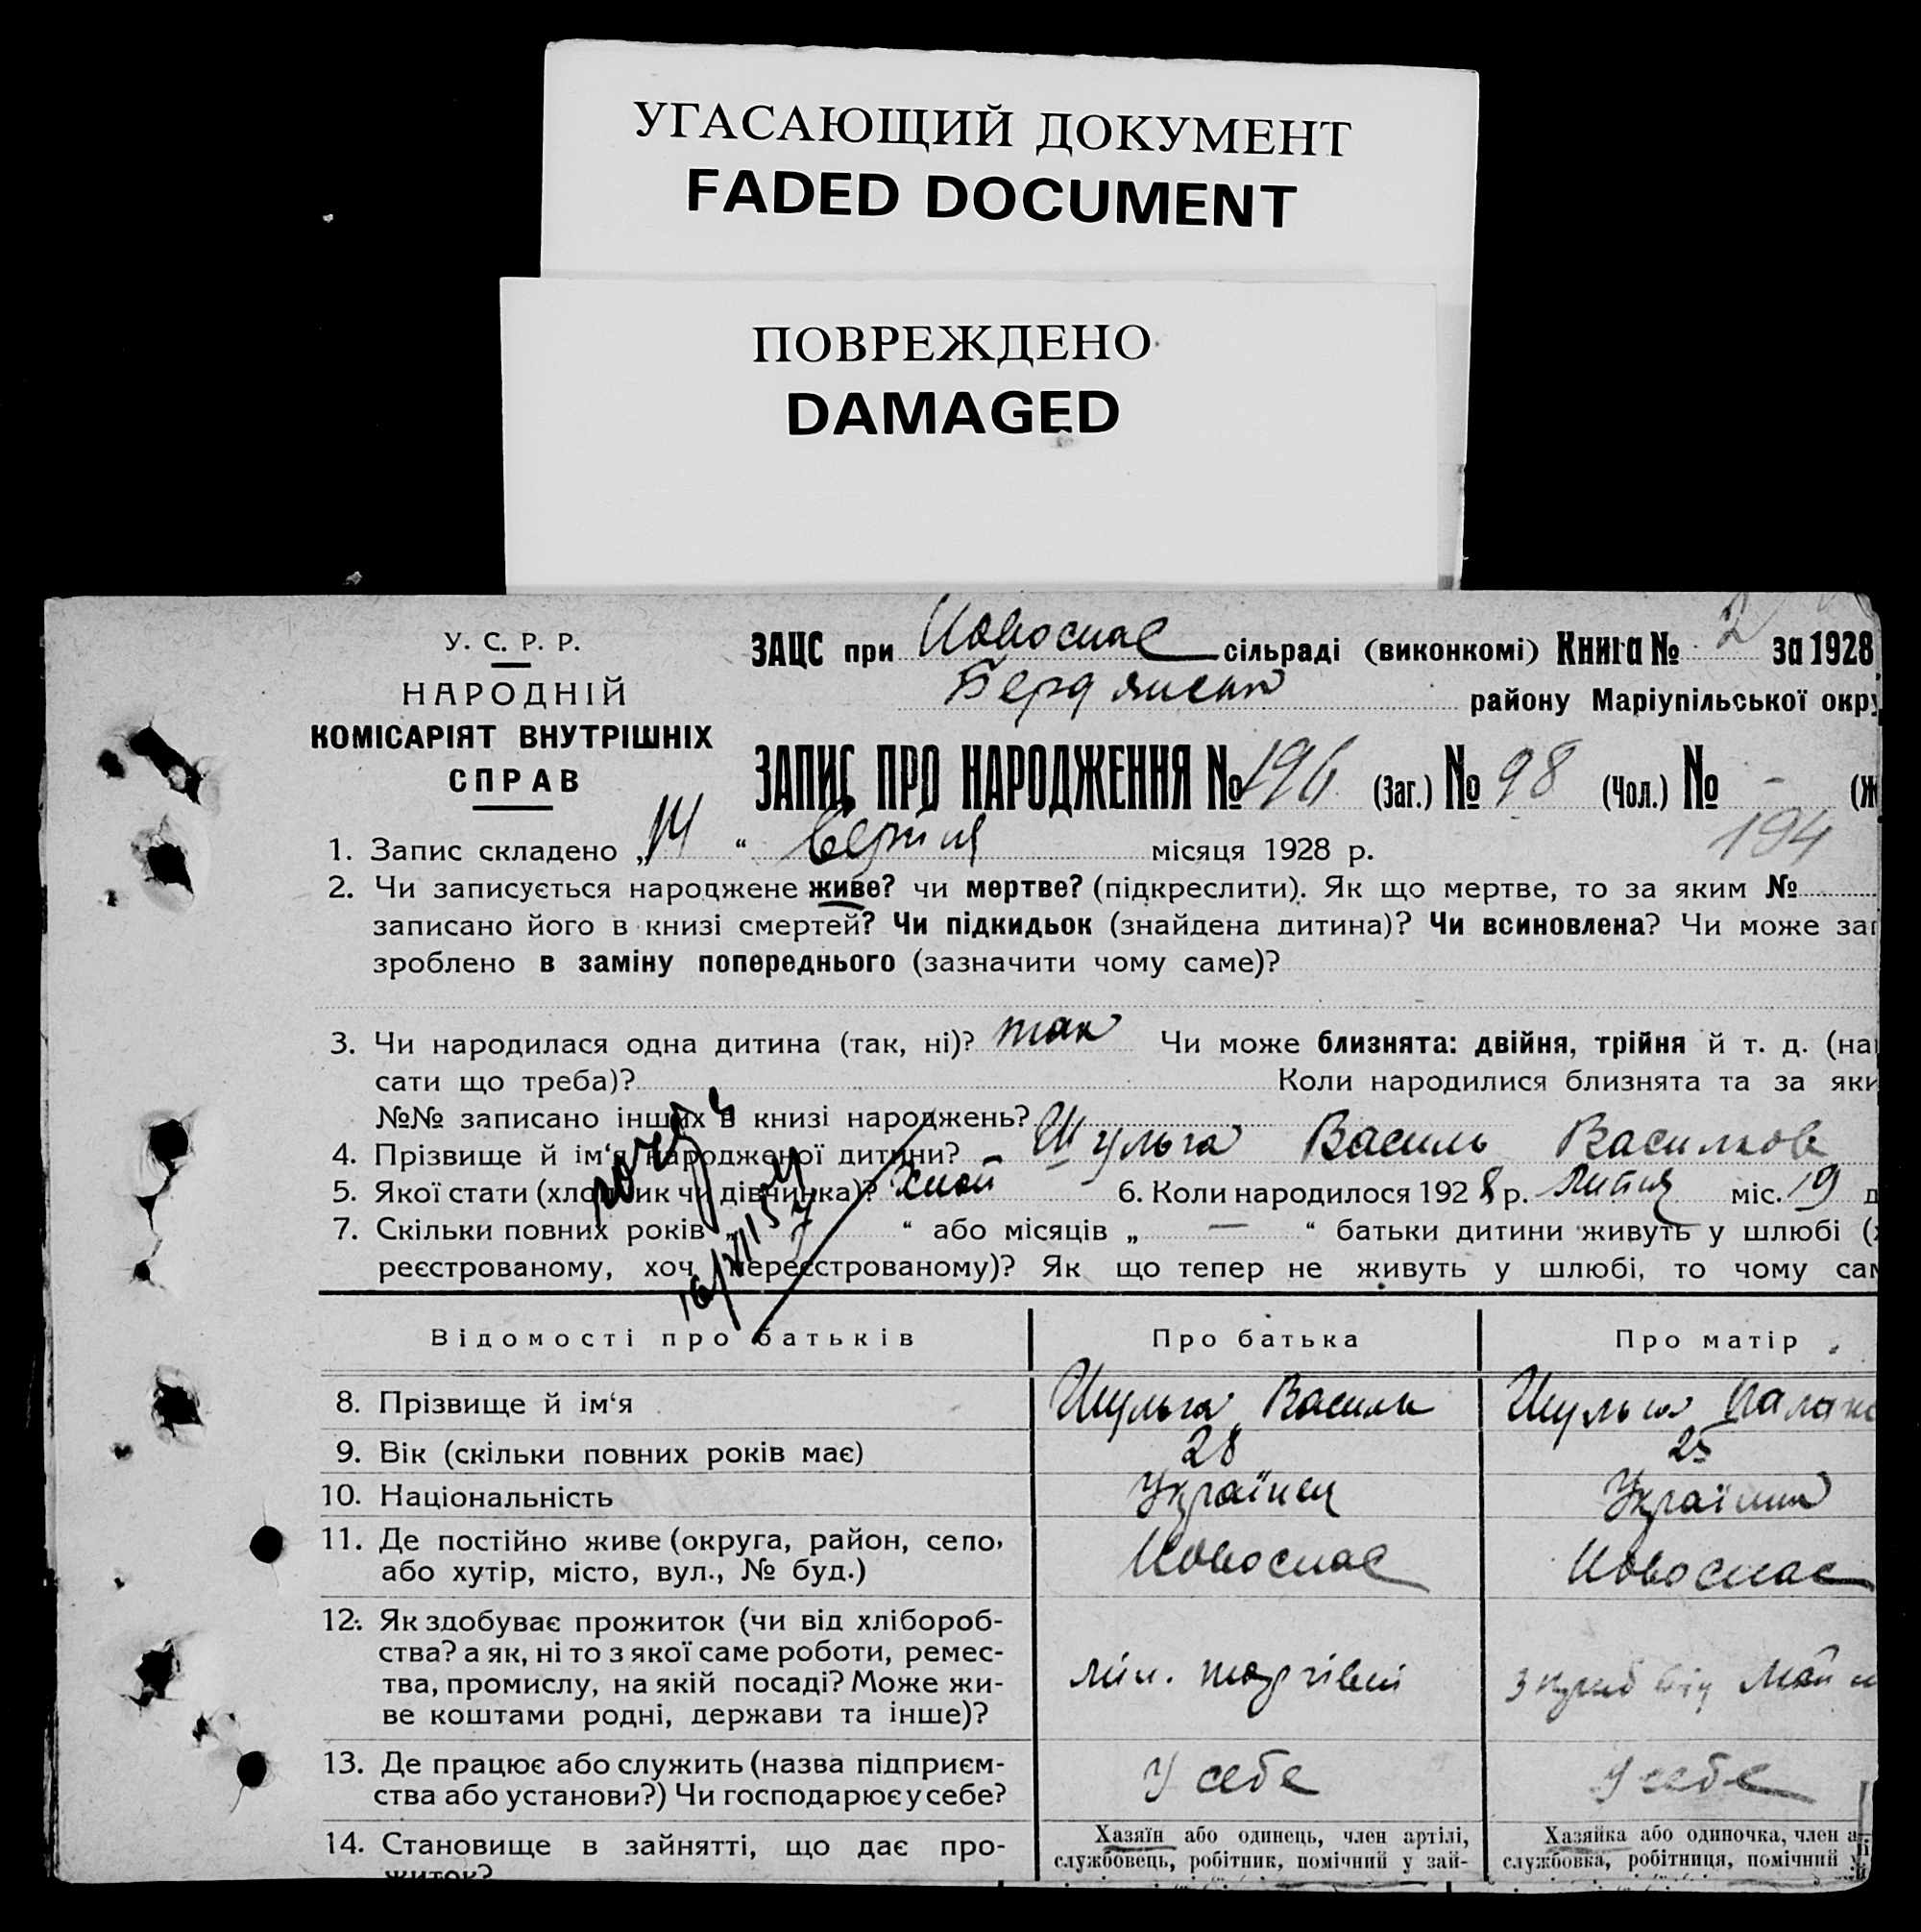 УГАСАЮЩИЙ ДОКУМЕНТ
FADED DOCUMENT
ПОВРЕЖДЕНО
DAMAGED
У. С. Р. Р.
НАРОДНІЙ
КОМІСАРІЯТ ВНУТРІШНІХ
СПРАВ
ЗАЦС при Новоспас сільраді (виконкомі) Книга № 2 за 1928
Бердянськ району Маріупільської окру
ЗАПИС ПРО НАРОДЖЕННЯ № 196 (Заг.) № 98 (Чол.) № - (Ж
194
1. Запис складено „14“ серпня місяця 1928 р.
2. Чи записується народжене живе? чи мертве? (підкреслити). Як що мертве, то за яким №
записано його в книзі смертей? Чи підкидьок (знайдена дитина)? Чи всиновлена? Чи може зап
зроблено в заміну попереднього (зазначити чому саме)?
3. Чи народилася одна дитина (так, ні)? так Чи може близнята: двійня, трійня й т. д. (нап
сати що треба)? Коли народилися близнята та за яки
№№ записано інших в книзі народжень?
4. Прізвище й ім‘я народженої дитини? Шульга Василь Васильков
5. Якої стати (хлопчик чи дівчинка)? 6. Коли народилося 1928 р. Липня міс. 19 д
7. Скільки повних років „ “ або місяців „ — “ батьки дитини живуть у шлюбі (
реєстрованому, хоч нереєстрованому)? Як що тепер не живуть у шлюбі, то чому сам
Відомості про батьків Про батька Про матір
8. Прізвище й ім‘я Шульга Василь Шульга
9. Вік (скільки повних років має) 28 25
10. Національність Українец Українка
11. Де постійно живе (округа, район, село, Новоспас Новоспас
або хутір, місто, вул., № буд.)
12. Як здобуває прожиток (чи від хлібороб-
ства? а як, ні то з якої саме роботи, ремес-
тва, промислу, на якій посаді? Може жи-
ве коштами родні, держави та інше)?
13. Де працює або служить (назва підприєм- У себе У себе
ства або установи?) Чи господарює у себе?
14. Становище в зайнятті, що дає про- Хазяїн або одинець, член артілі, Хазяйка або одиночка, член а
житок? службовець, робітник, помічний у зай- службовка, робітниця, помічний у